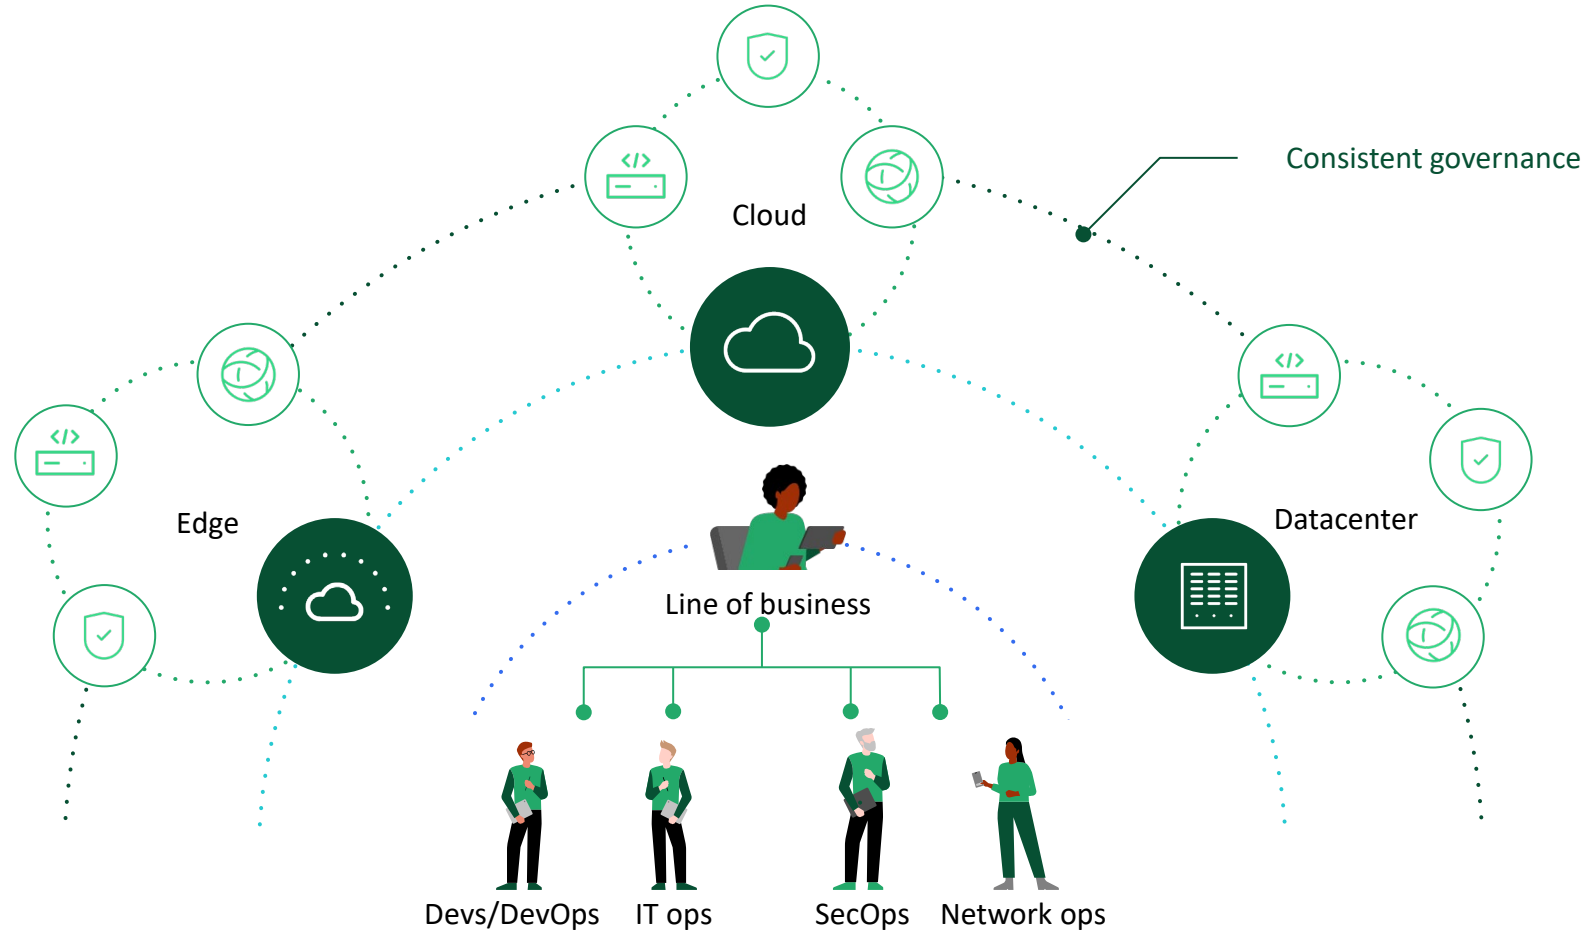 Consistent governance
Cloud
Edge
Datacenter
Line of business
Devs/DevOps
IT ops
SecOps
Network ops